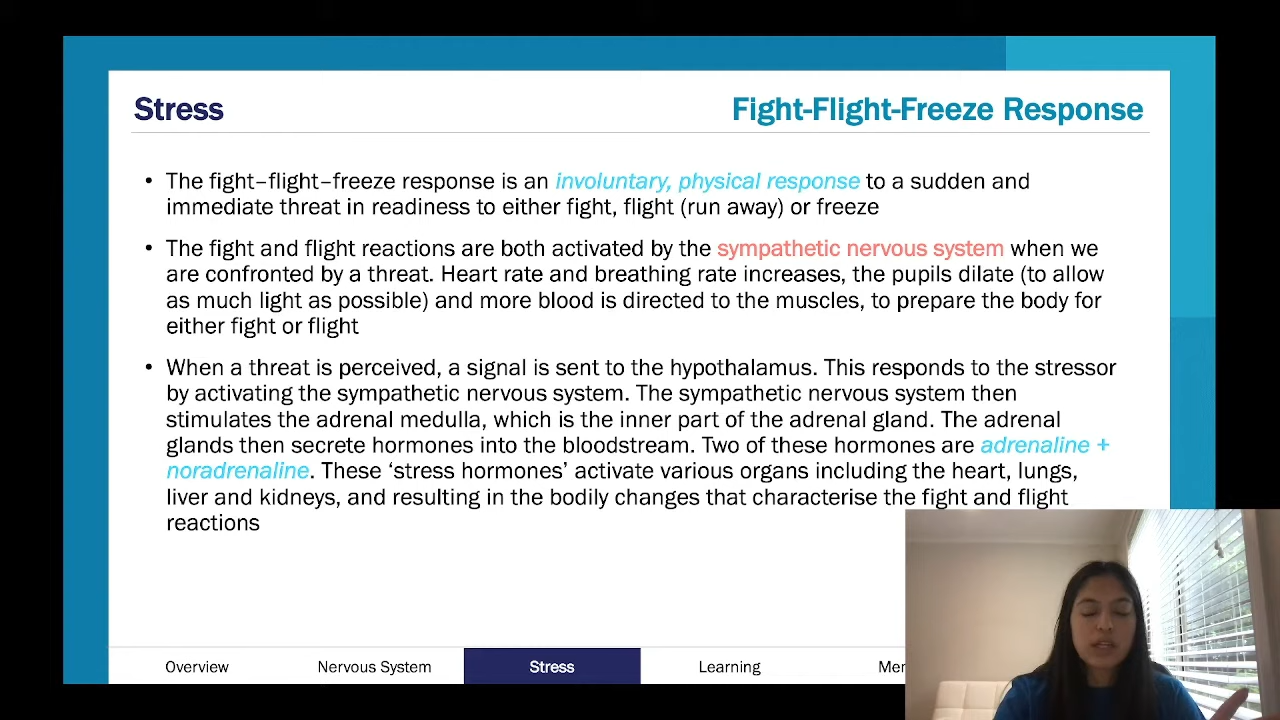 Stress
Fight-Flight-Freeze Response
• The fight–flight–freeze response is an involuntary, physical response to a sudden and
immediate threat in readiness to either fight, flight (run away) or freeze
• The fight and flight reactions are both activated by the sympathetic nervous system when we
are confronted by a threat. Heart rate and breathing rate increases, the pupils dilate (to allow
as much light as possible) and more blood is directed to the muscles, to prepare the body for
either fight or flight
• When a threat is perceived, a signal is sent to the hypothalamus. This responds to the stressor
by activating the sympathetic nervous system. The sympathetic nervous system then
stimulates the adrenal medulla, which is the inner part of the adrenal gland. The adrenal
glands then secrete hormones into the bloodstream. Two of these hormones are adrenaline +
noradrenaline. These ‘stress hormones’ activate various organs including the heart, lungs,
liver and kidneys, and resulting in the bodily changes that characterise the fight and flight
reactions
Overview Nervous System Stress Learning